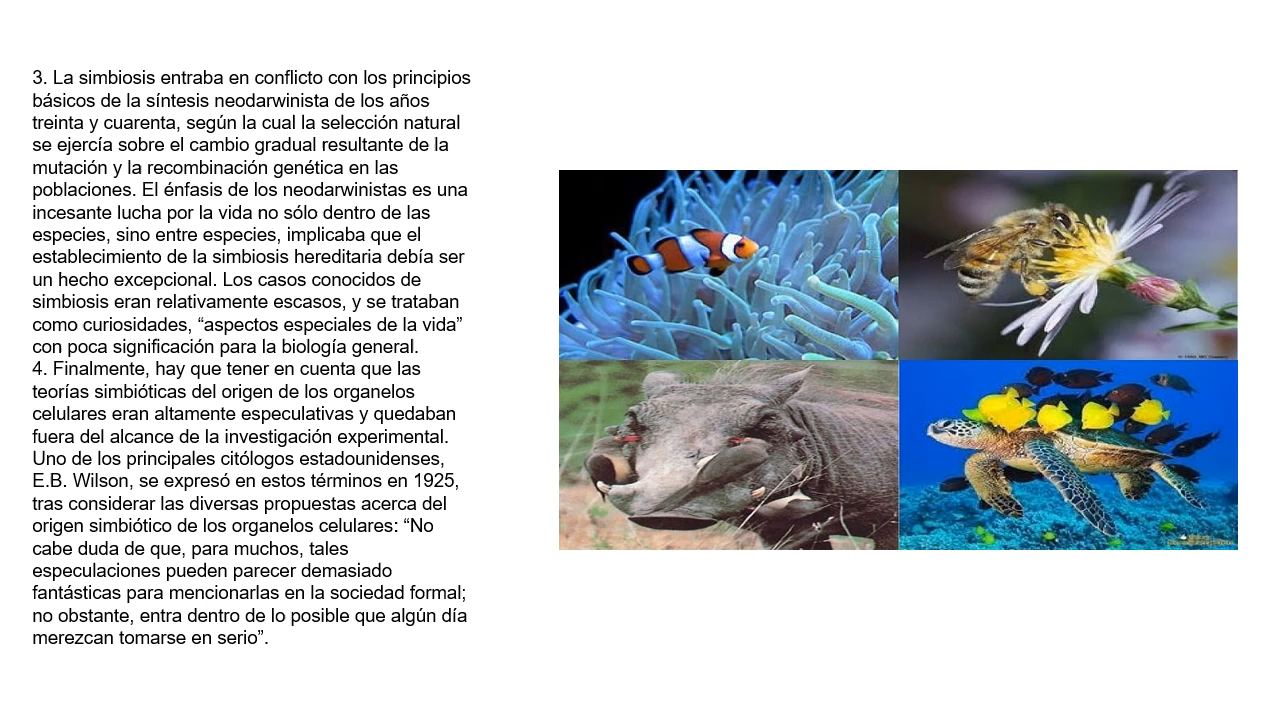 3. La simbiosis entraba en conflicto con los principios
básicos de la síntesis neodarwinista de los años
treinta y cuarenta, según la cual la selección natural
se ejercía sobre el cambio gradual resultante de la
mutación y la recombinación genética en las
poblaciones. El énfasis de los neodarwinistas es una
incesante lucha por la vida no sólo dentro de las
especies, sino entre especies, implicaba que el
establecimiento de la simbiosis hereditaria debía ser
un hecho excepcional. Los casos conocidos de
simbiosis eran relativamente escasos, y se trataban
como curiosidades, “aspectos especiales de la vida”
con poca significación para la biología general.
4. Finalmente, hay que tener en cuenta que las
teorías simbióticas del origen de los organelos
celulares eran altamente especulativas y quedaban
fuera del alcance de la investigación experimental.
Uno de los principales citólogos estadounidenses,
E.B. Wilson, se expresó en estos términos en 1925,
tras considerar las diversas propuestas acerca del
origen simbiótico de los organelos celulares: “No
cabe duda de que, para muchos, tales
especulaciones pueden parecer demasiado
fantásticas para mencionarlas en la sociedad formal;
no obstante, entra dentro de lo posible que algún día
merezcan tomarse en serio”.